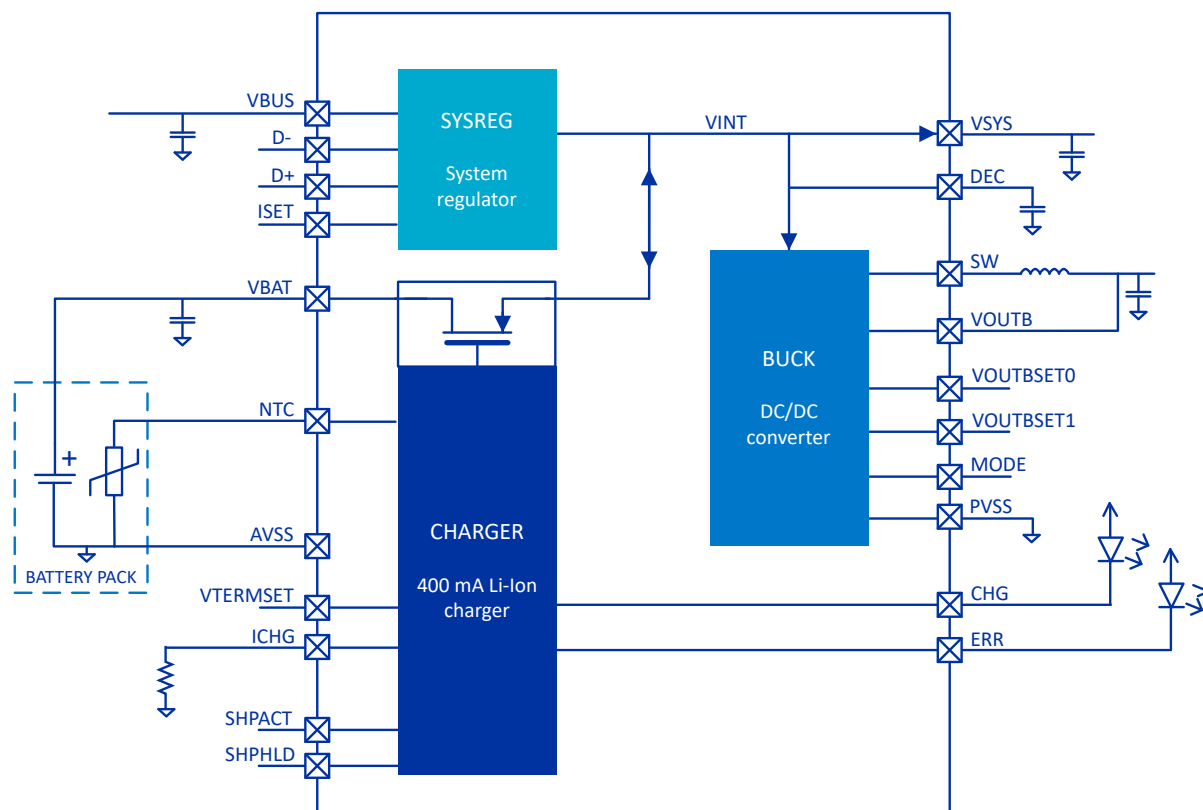 VBUS
D-
D+
ISET
SYSREG
System
regulator
VINT
VSYS
DEC
VBAT
SW
VOUTB
BUCK
DC/DC
converter
VOUTBSET0
VOUTBSET1
MODE
PVSS
NTC
+
AVSS
BATTERY PACK
CHARGER
400 mA Li-Ion
charger
VTERMSET
ICHG
SHPACT
SHPHLD
CHG
ERR